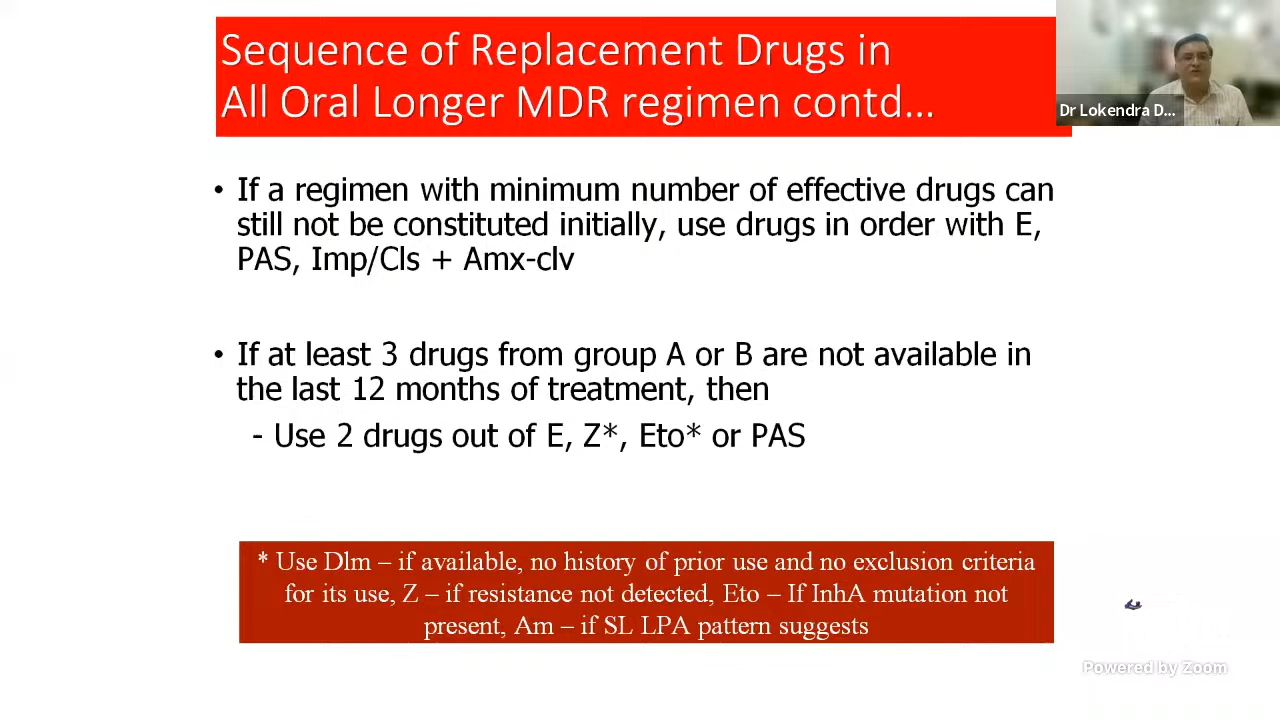 Sequence of Replacement Drugs in
All Oral Longer MDR regimen contd…
Dr Lokendra D...
• If a regimen with minimum number of effective drugs can
still not be constituted initially, use drugs in order with E,
PAS, Imp/Cls + Amx-clv
• If at least 3 drugs from group A or B are not available in
the last 12 months of treatment, then
- Use 2 drugs out of E, Z*, Eto* or PAS
* Use Dlm – if available, no history of prior use and no exclusion criteria
for its use, Z – if resistance not detected, Eto – If InhA mutation not
present, Am – if SL LPA pattern suggests
Powered by Zoom